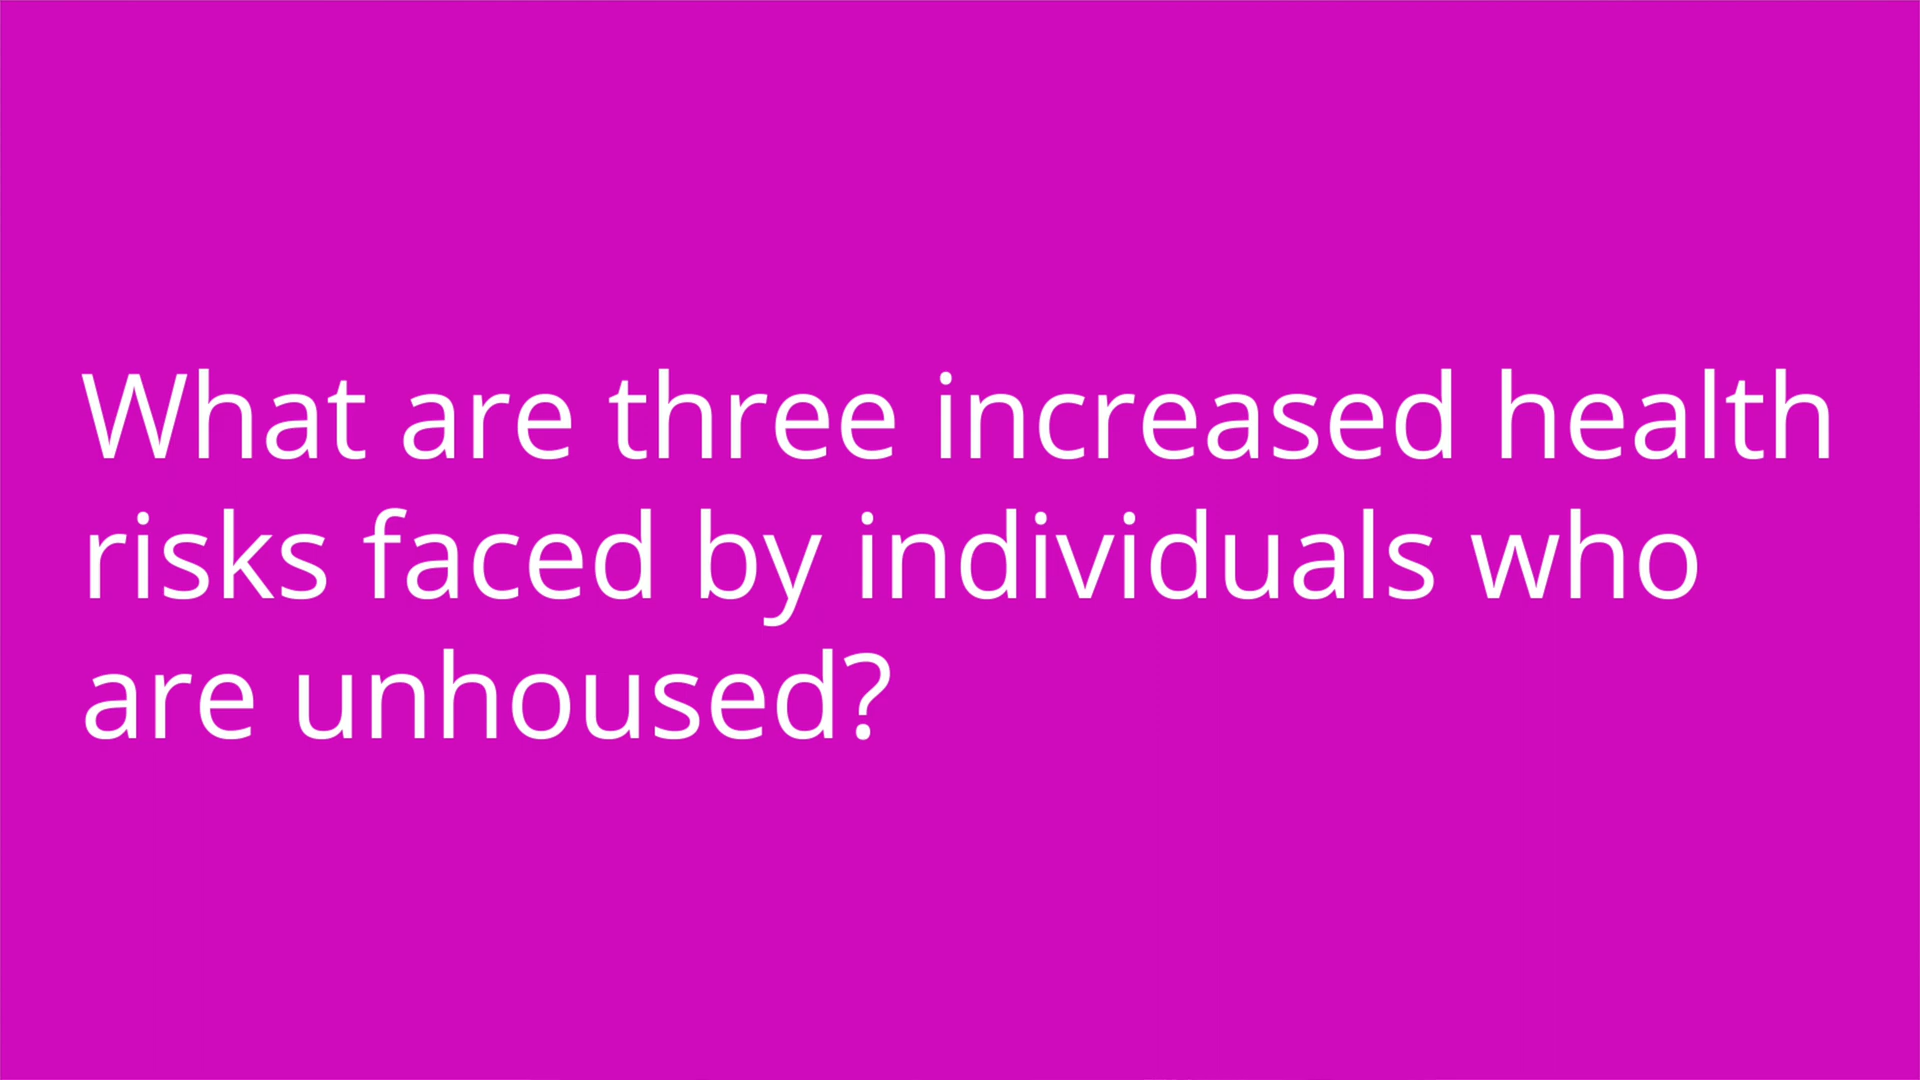 What are three increased health
risks faced by individuals who
are unhoused?